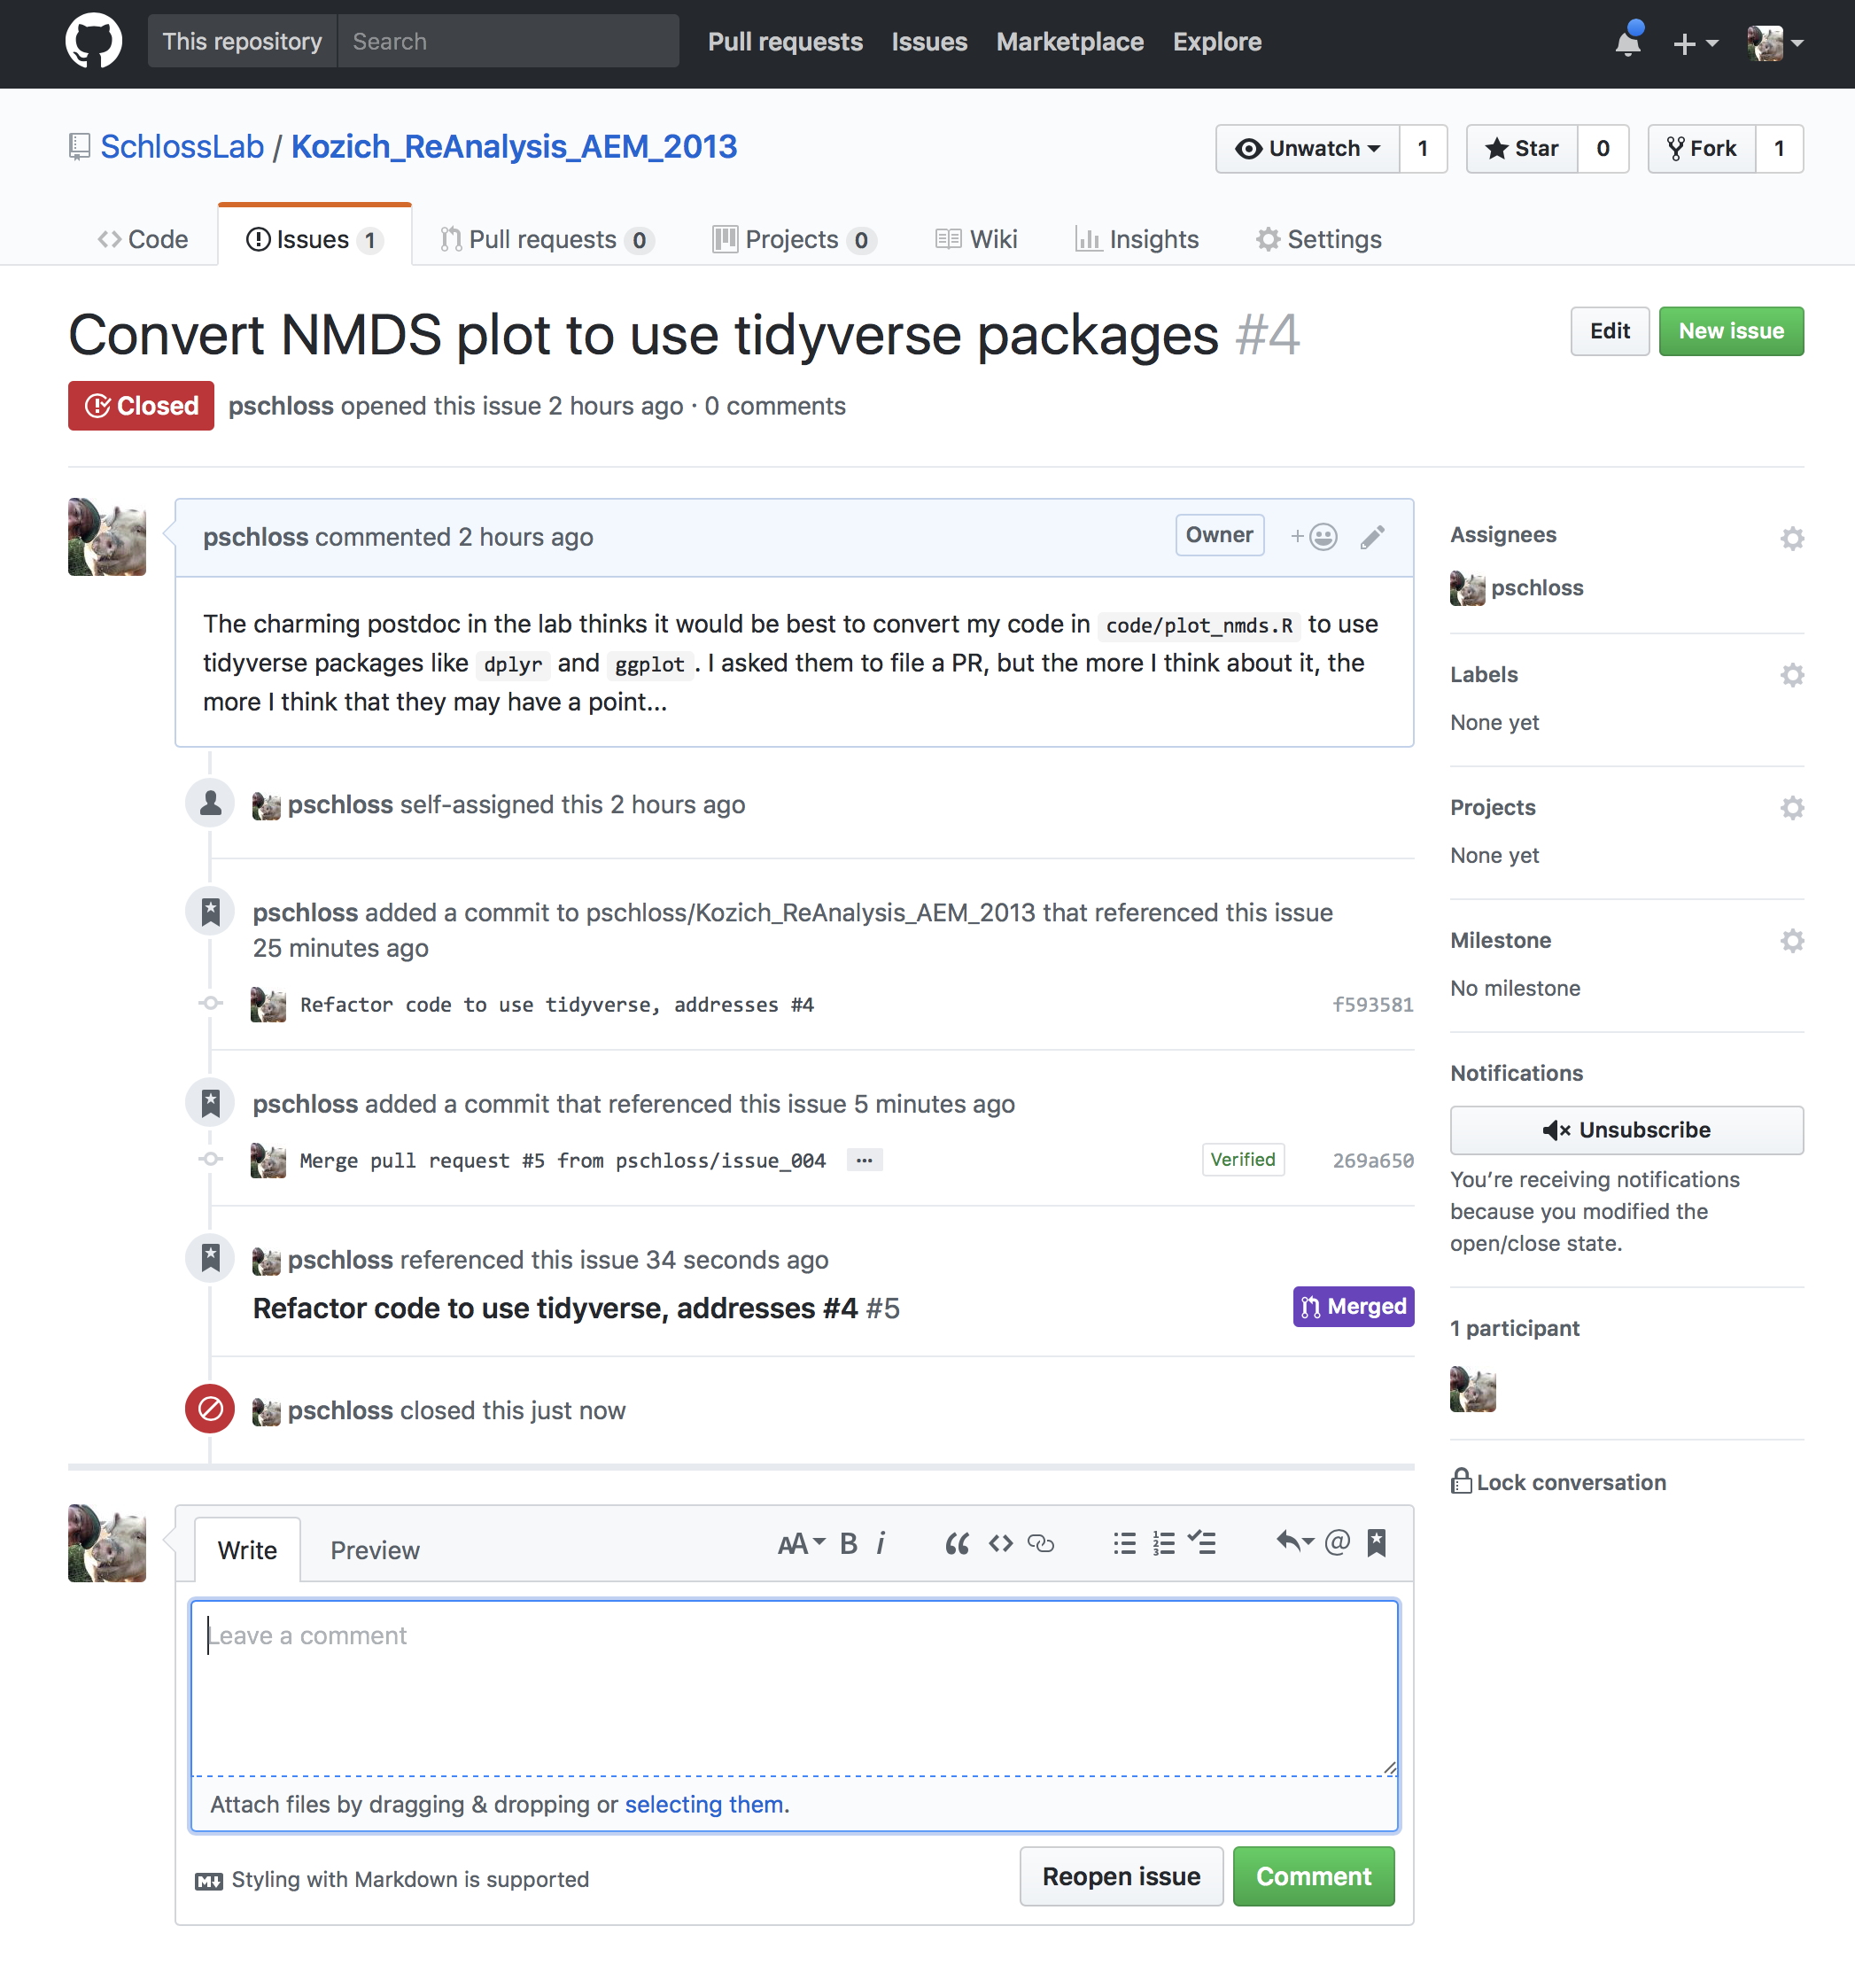 This repository Search Pull requests Issues Marketplace Explore
SchlossLab / Kozich_ReAnalysis_AEM_2013 Unwatch 1 Star 0 Fork 1
Code Issues 1 Pull requests 0 Projects 0 Wiki Insights Settings
Convert NMDS plot to use tidyverse packages #4 Edit New issue
Closed pschloss opened this issue 2 hours ago · 0 comments
pschloss commented 2 hours ago Owner +
The charming postdoc in the lab thinks it would be best to convert my code in code/plot_nmds.R to use
tidyverse packages like dplyr and ggplot. I asked them to file a PR, but the more I think about it, the
more I think that they may have a point...
pschloss self-assigned this 2 hours ago
pschloss added a commit to pschloss/Kozich_ReAnalysis_AEM_2013 that referenced this issue
25 minutes ago
Refactor code to use tidyverse, addresses #4 f593581
pschloss added a commit that referenced this issue 5 minutes ago
Merge pull request #5 from pschloss/issue_004 ... Verified 269a650
pschloss referenced this issue 34 seconds ago
Refactor code to use tidyverse, addresses #4 #5 Merged
pschloss closed this just now
Assignees
pschloss
Labels
None yet
Projects
None yet
Milestone
No milestone
Notifications
Unsubscribe
You're receiving notifications
because you modified the
open/close state.
1 participant
Lock conversation
Write Preview AA B i
Leave a comment
Attach files by dragging & dropping or selecting them.
Styling with Markdown is supported Reopen issue Comment